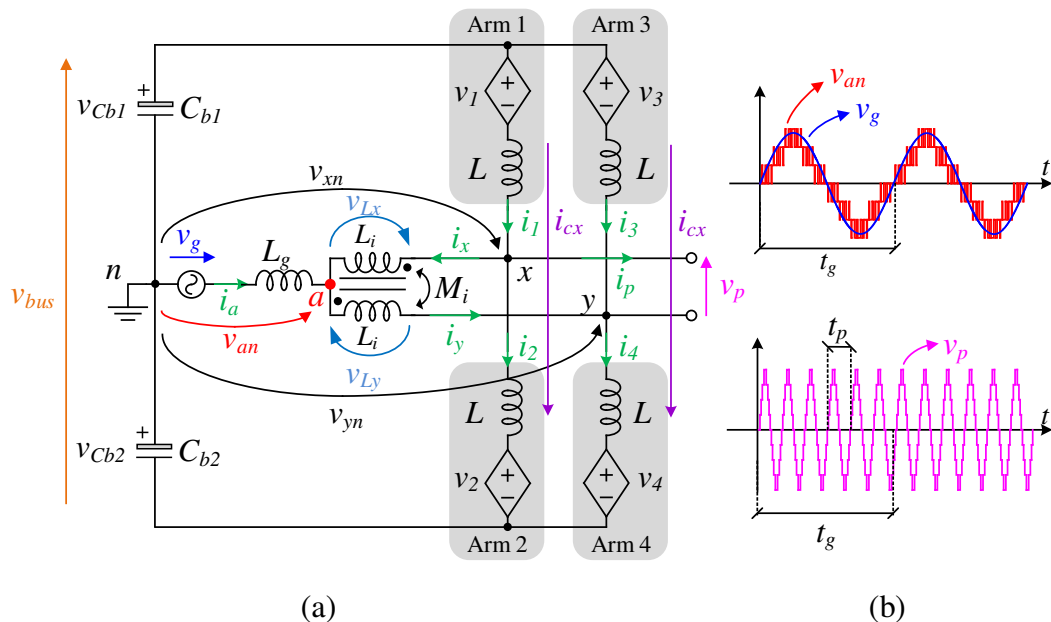 Arm 1
Arm 3
+
v_Cb1
C_b1
+
−
v_1
+
−
v_3
L
L
v_xn
v_Lx
L_i
i_x
i_1
i_cx
i_3
i_cx
v_g
n
L_g
a
M_i
x
i_p
v_p
v_bus
i_a
y
v_an
L_i
i_y
i_2
i_4
v_Ly
v_yn
L
L
+
v_Cb2
C_b2
v_2
+
−
v_4
+
−
Arm 2
Arm 4
(a)
v_an
v_g
t
t_g
t_p
v_p
t
t_g
(b)